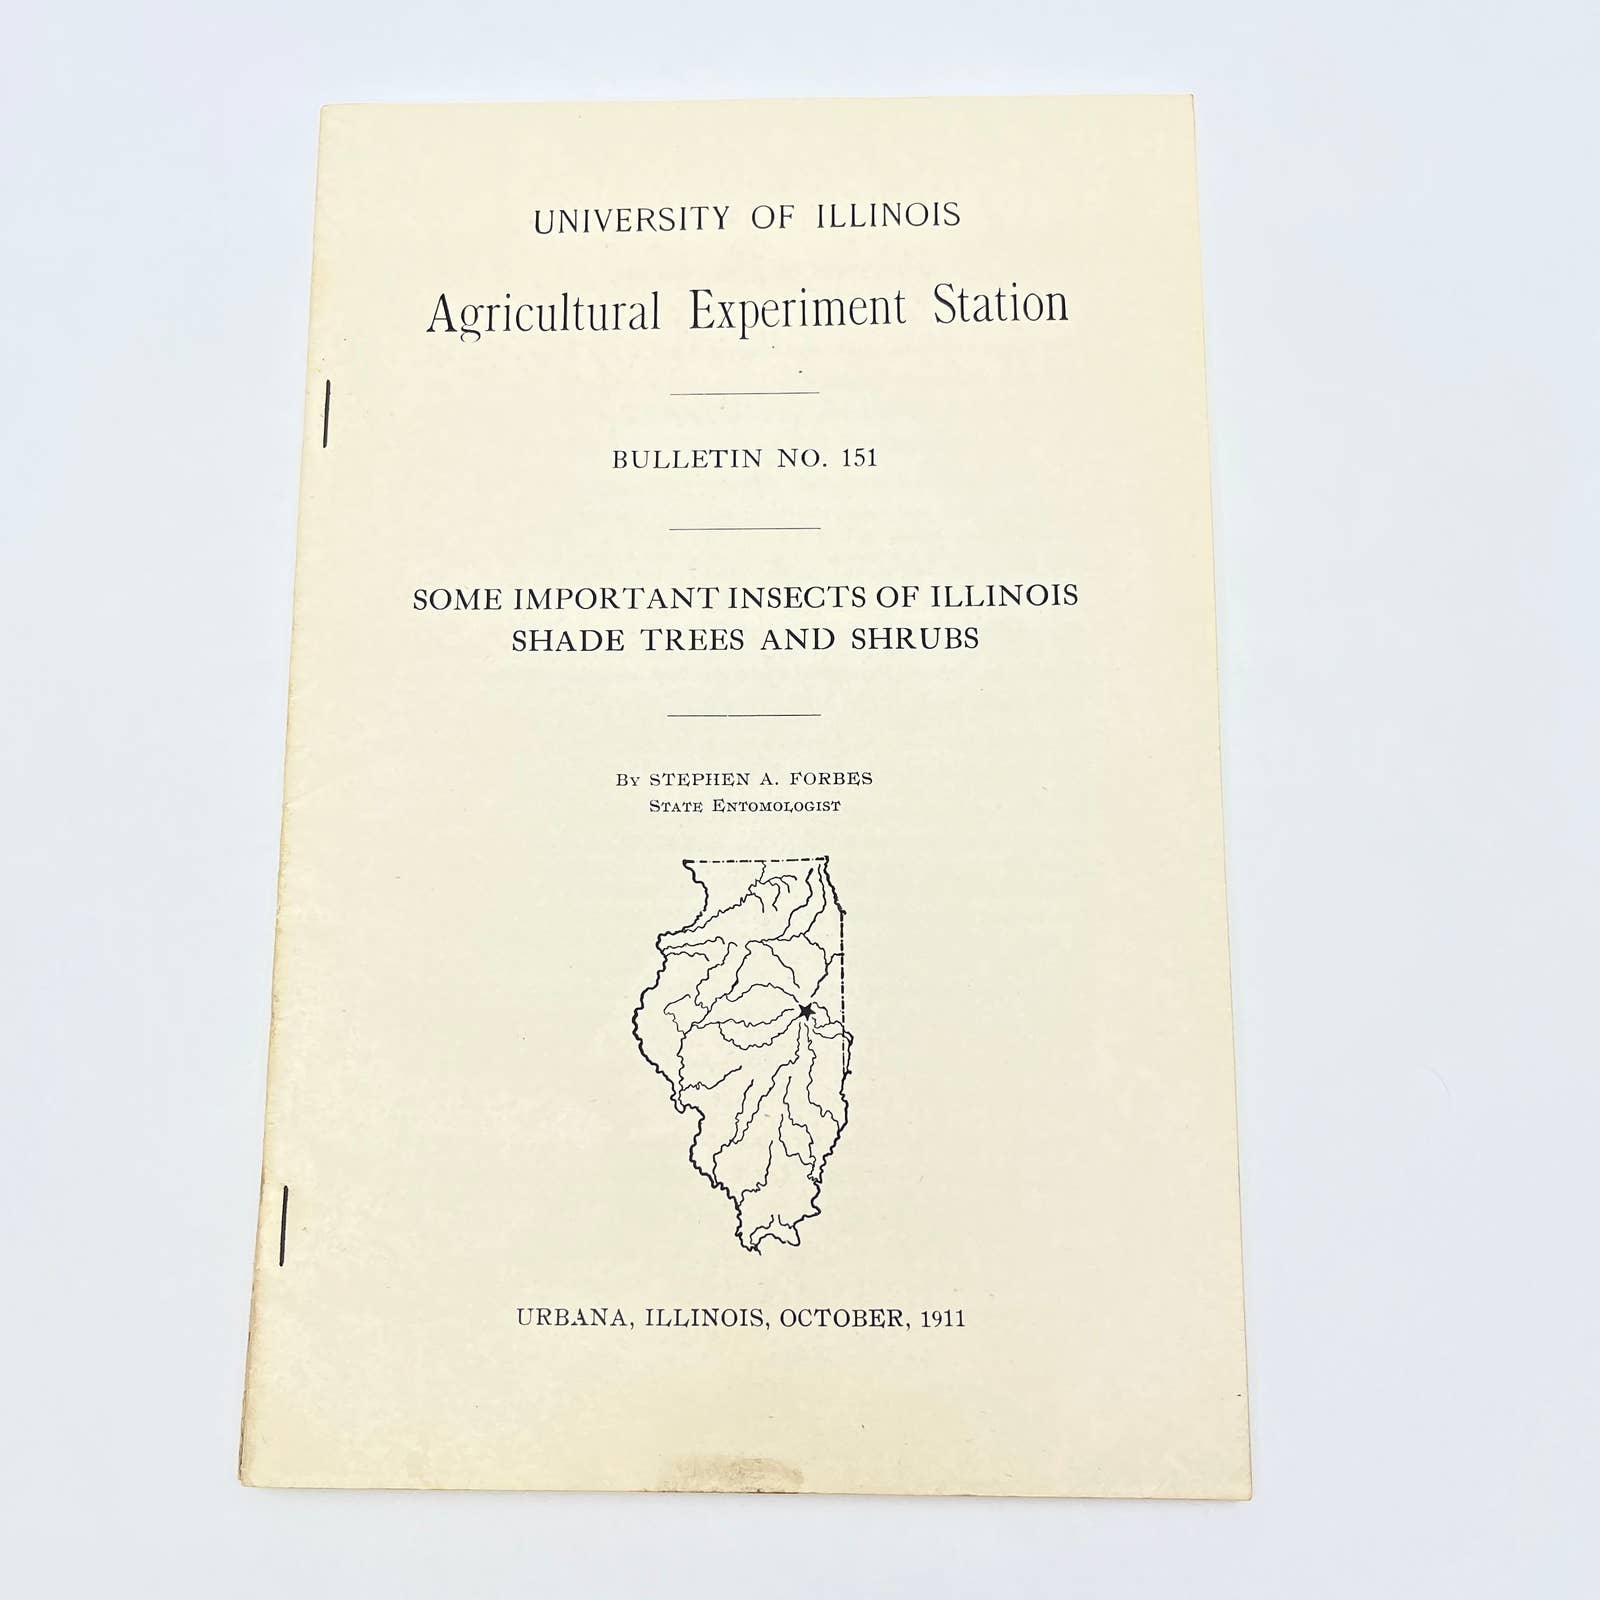 UNIVERSITY OF ILLINOIS
Agricultural Experiment Station
BULLETIN NO. 151
SOME IMPORTANT INSECTS OF ILLINOIS
SHADE TREES AND SHRUBS
By STEPHEN A. FORBES
State Entomologist
URBANA, ILLINOIS, OCTOBER, 1911